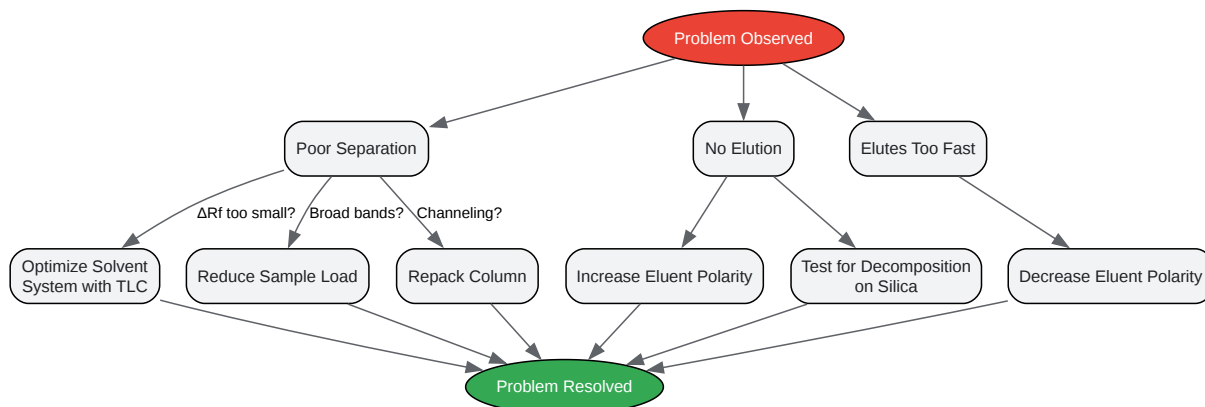 Problem Observed
Poor Separation
No Elution
Elutes Too Fast
ΔRf too small?
Broad bands?
Channeling?
Optimize Solvent
System with TLC
Reduce Sample Load
Repack Column
Increase Eluent Polarity
Test for Decomposition
on Silica
Decrease Eluent Polarity
Problem Resolved